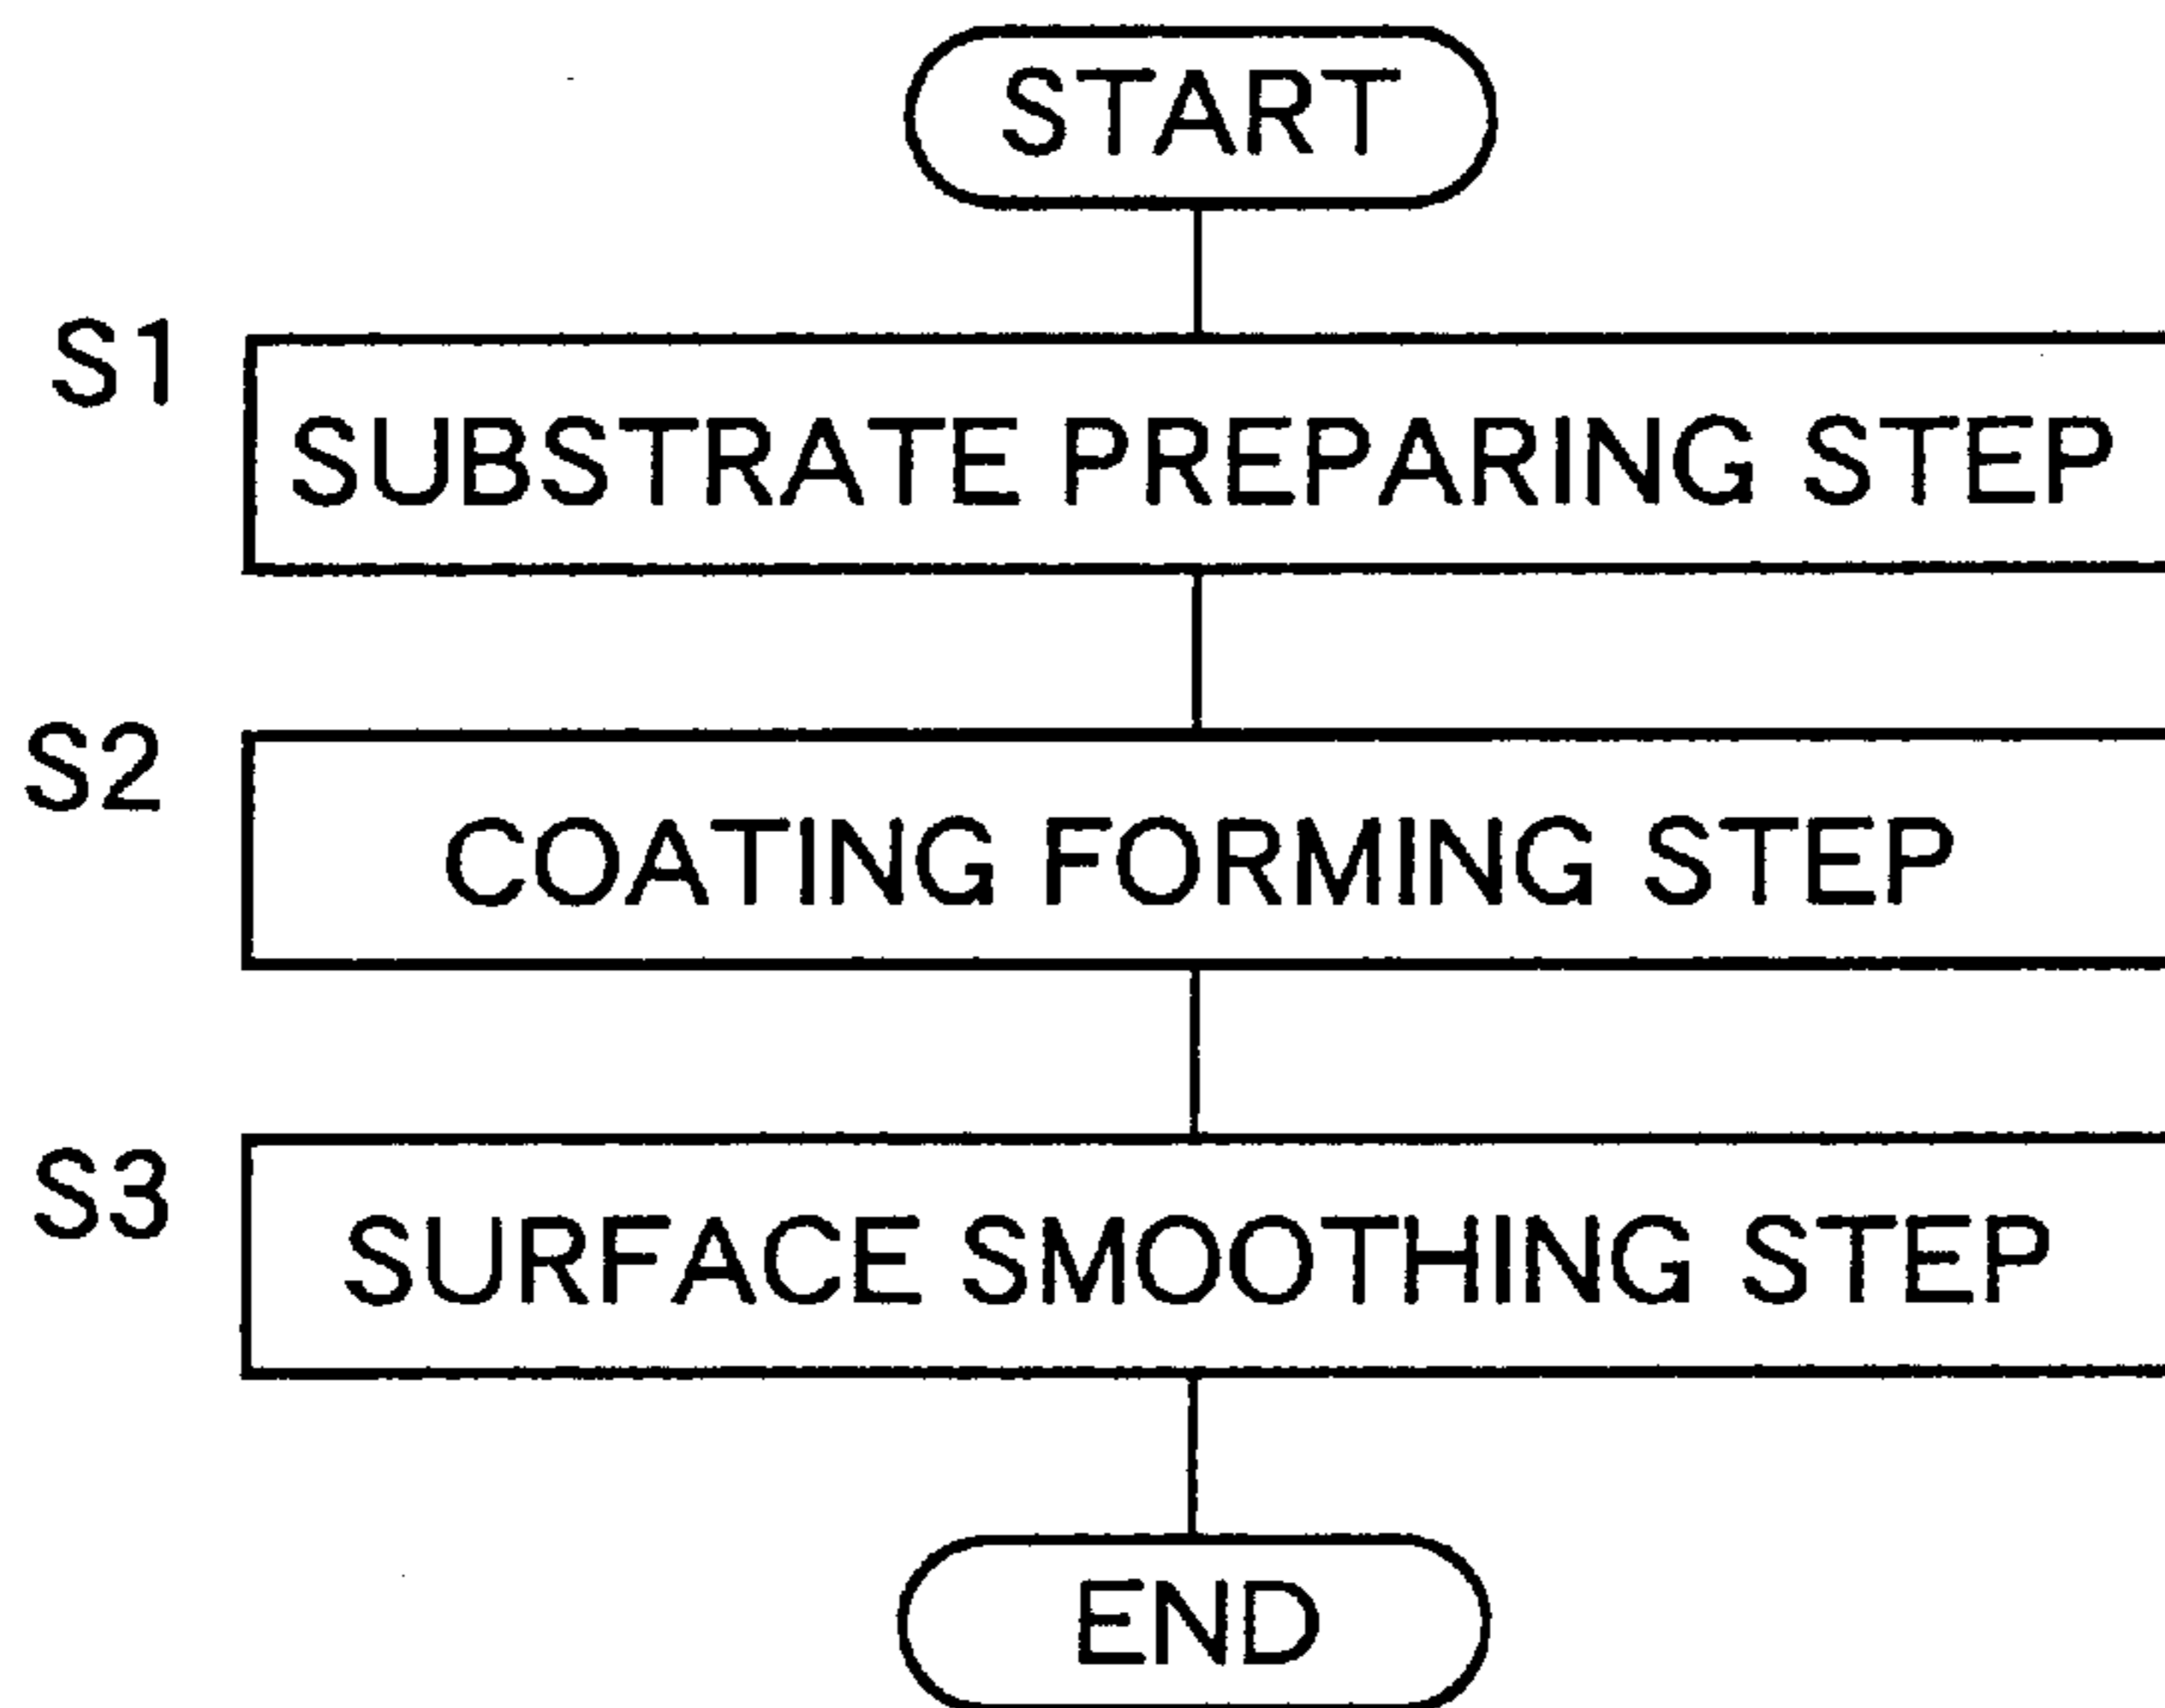 START
S1
SUBSTRATE PREPARING STEP
S2
COATING FORMING STEP
S3
SURFACE SMOOTHING STEP
END